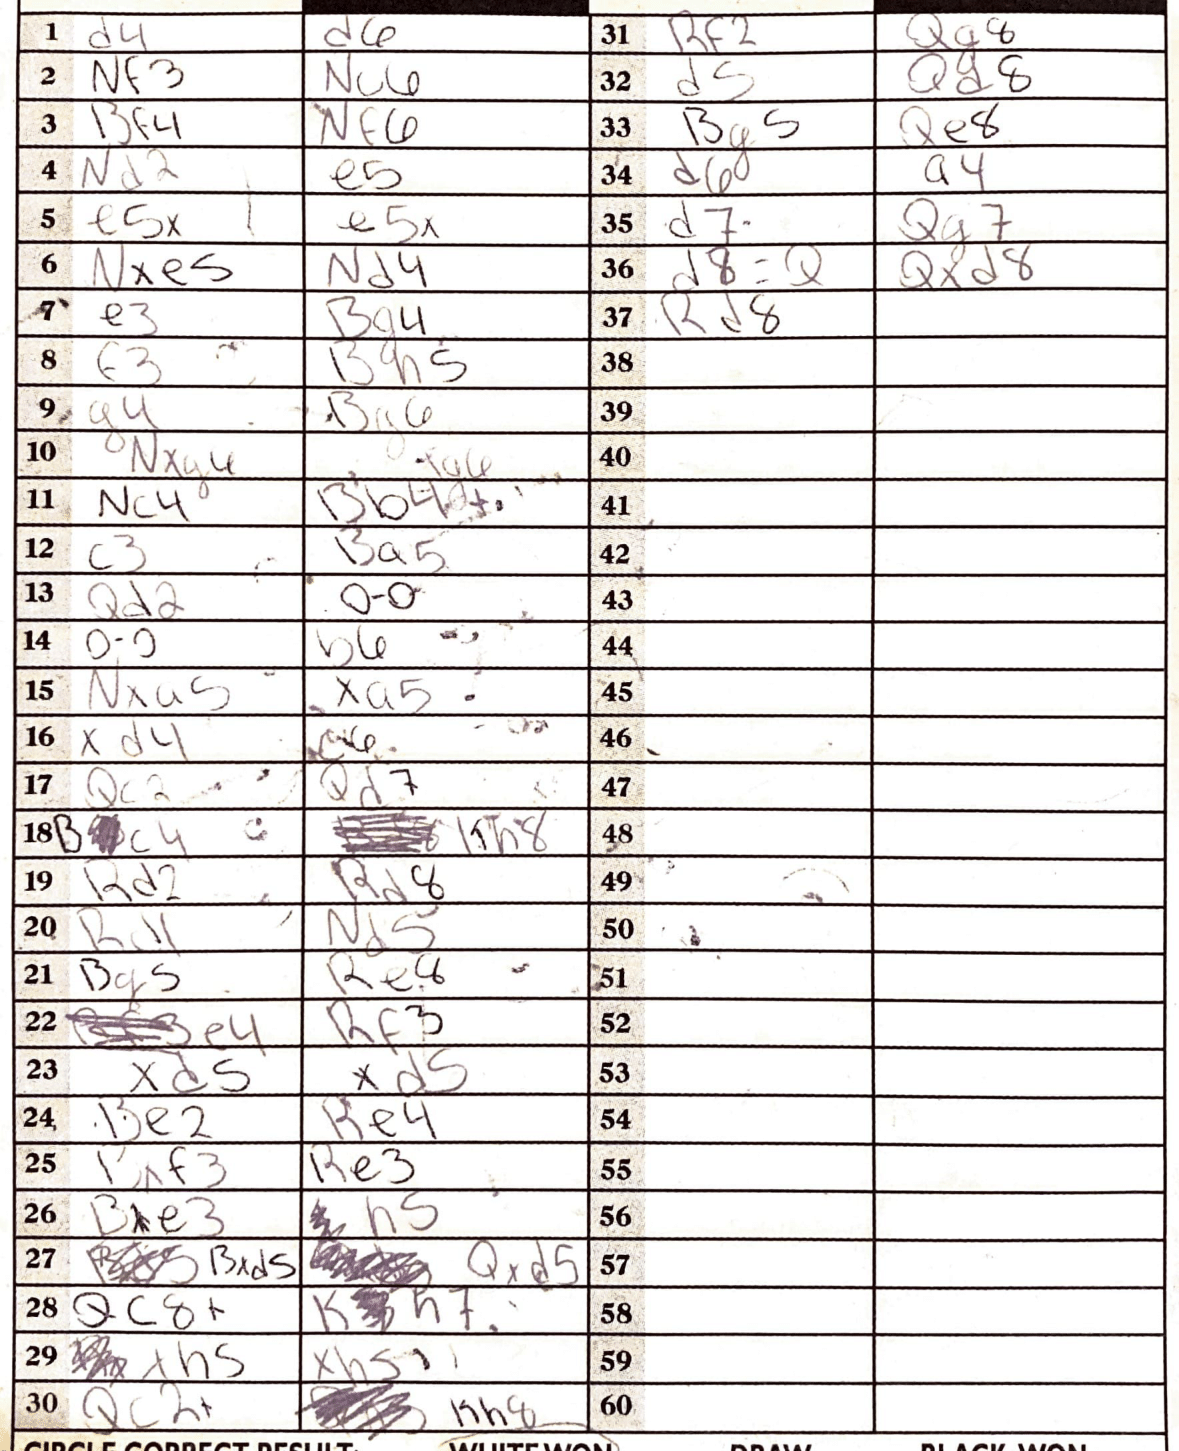 1 d4 d6
2 Nf3 Nc6
3 Bf4 Nf6
4 Nd2 e5
5 e5x e5x
6 Nxe5 Nd4
7 e3 Bg4
8 f3 Bh5
9 g4 Bg6
10 Nxg6 xg6
11 Nc4 Bb4+
12 c3 Ba5
13 Qd2 0-0
14 0-0 b6
15 Nxa5 xa5
16 xd4 c6
17 Qc2 Qd7
18 Bc4 Kh8
19 Rd2 Rd8
20 Nd5
21 Bg5 Re8
22 e4 Rf3
23 xd5 xd5
24 Be2 Re4
25 f3 Re3
26 Bxe3 h5
27 Bxd5 Qxd5
28 QC8+ Kh7
29 xh5 xh5
30 Qc2+ Kh8
31 Rf2 Qg8
32 d5 Qd8
33 Bg5 Qe8
34 d6 a4
35 d7 Qg7
36 d8=Q Qxd8
37 Rd8
38
39
40
41
42
43
44
45
46
47
48
49
50
51
52
53
54
55
56
57
58
59
60
CIRCLE CORRECT RESULT: WHITE WON DRAW BLACK WON